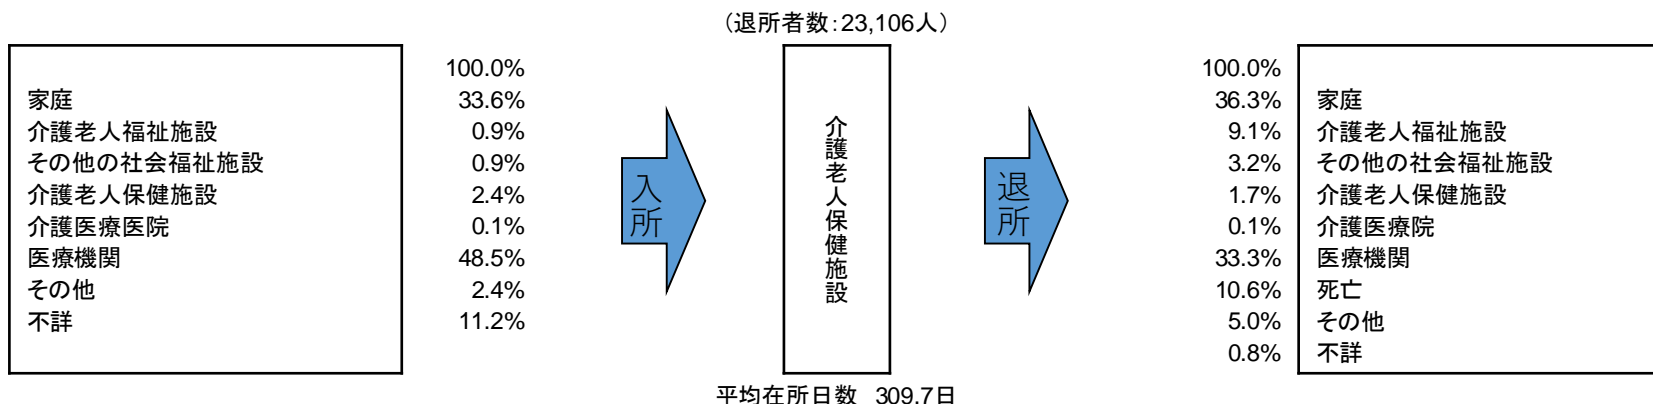 （退所者数：23,106人）
100.0%
家庭 33.6%
介護老人福祉施設 0.9%
その他の社会福祉施設 0.9%
介護老人保健施設 2.4%
介護医療医院 0.1%
医療機関 48.5%
その他 2.4%
不詳 11.2%
入所
介護老人保健施設
退所
100.0%
36.3% 家庭
9.1% 介護老人福祉施設
3.2% その他の社会福祉施設
1.7% 介護老人保健施設
0.1% 介護医療院
33.3% 医療機関
10.6% 死亡
5.0% その他
0.8% 不詳
平均在所日数 309.7日